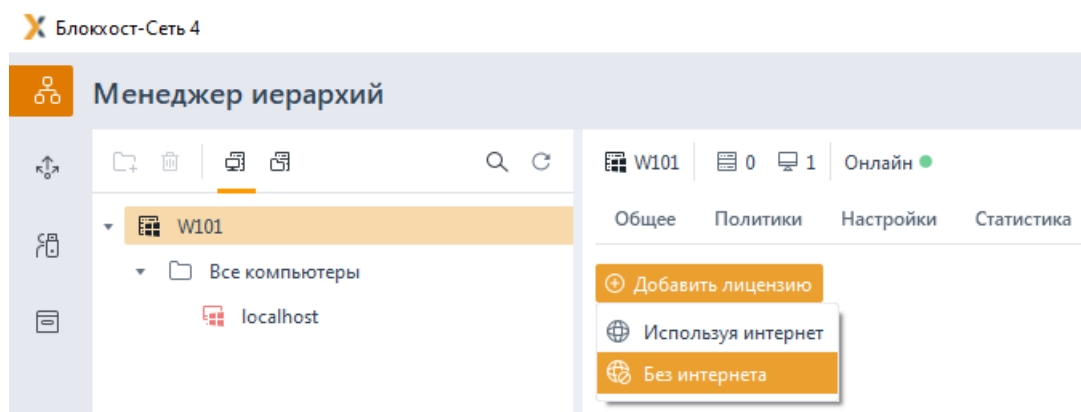 Блокхост-Сеть 4
Менеджер иерархий
W101 0 1 Онлайн
W101
Общее Политики Настройки Статистика
Все компьютеры
Добавить лицензию
localhost
Используя интернет
Без интернета